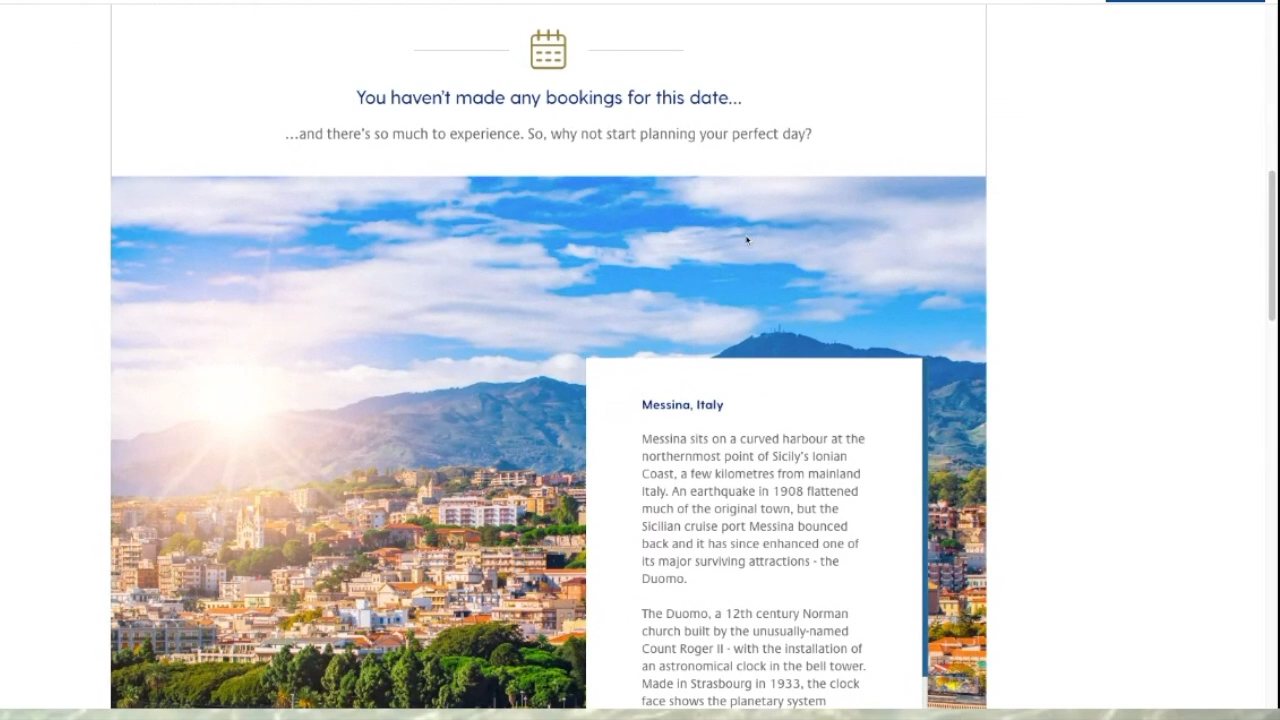 You haven't made any bookings for this date...
...and there's so much to experience. So, why not start planning your perfect day?
Messina, Italy
Messina sits on a curved harbour at the
northernmost point of Sicily's Ionian
Coast, a few kilometres from mainland
Italy. An earthquake in 1908 flattened
much of the original town, but the
Sicilian cruise port Messina bounced
back and it has since enhanced one of
its major surviving attractions - the
Duomo.
The Duomo, a 12th century Norman
church built by the unusually-named
Count Roger II - with the installation of
an astronomical clock in the bell tower.
Made in Strasbourg in 1933, the clock
face shows the planetary system